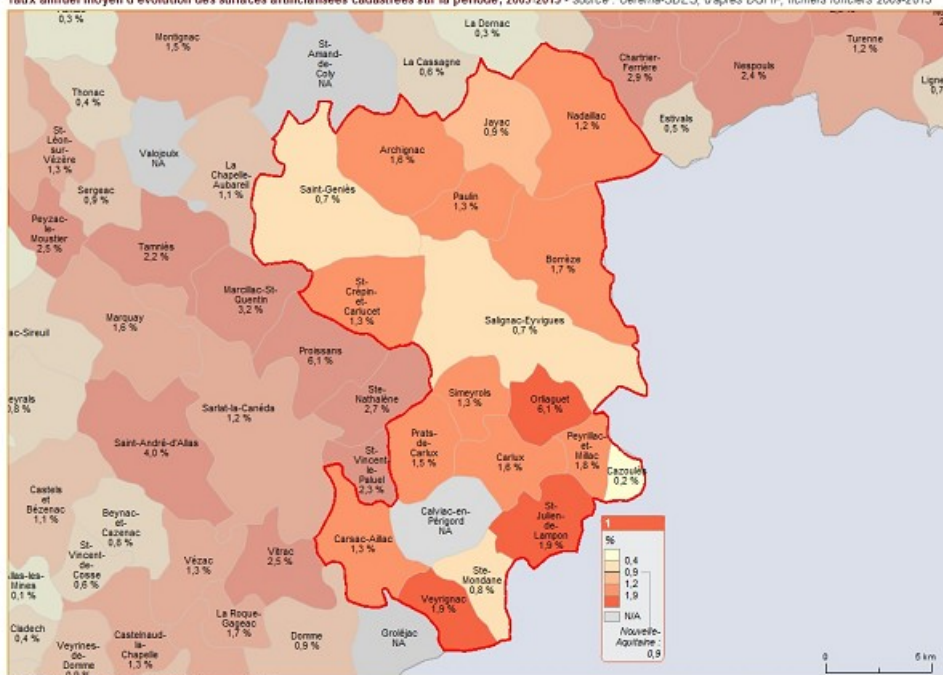 Taux annuel moyen d'évolution des surfaces artificialisées cadastrées sur la période, 2009-2015 - source : Cerema-SDES, d'après DGFiP, fichiers fonciers 2009-2015
0,3 %
Montignac
1,5 %
St-
Amand-
de-
Coly
NA
La Dornac
0,3 %
La Cassagne
0,6 %
Chartrier-
Ferrière
2,9 %
Nespouls
2,4 %
Turenne
1,2 %
Thonac
0,4 %
Estivals
0,5 %
St-
Léon-
sur-
Vézère
1,3 %
Valojoulx
NA
La
Chapelle-
Aubareil
1,1 %
Sergeac
0,9 %
Archignac
1,6 %
Jayac
0,9 %
Nadaillac
1,2 %
Saint-Geniès
0,7 %
Paulin
1,3 %
Peyzac-
le-
Moustier
2,5 %
Tamniès
2,2 %
Borrèze
1,7 %
Marcillac-St-
Quentin
3,2 %
St-
Crépin-
et-
Carlucet
1,3 %
Salignac-Eyvigues
0,7 %
Marquay
1,6 %
ac-Sireuil
Proissans
6,1 %
Ste-
Nathalène
2,7 %
Simeyrols
1,3 %
Orliaguet
6,1 %
eyrals
0,8 %
Sarlat-la-Canéda
1,2 %
Saint-André-d'Allas
4,0 %
Prats-
de-
Carlux
1,5 %
Carlux
1,6 %
Peyrillac-
et-
Millac
1,8 %
Cazoulès
0,2 %
St-
Vincent-
le-
Paluel
2,3 %
Castels
et
Bézenac
1,1 %
Beynac-
et-
Cazenac
0,8 %
Calviac-en-
Périgord
NA
St-
Julien-
de-
Lampon
1,9 %
Carsac-Aillac
1,3 %
St-
Vincent-
de-
Cosse
0,6 %
Vézac
1,3 %
Vitrac
2,5 %
Ste-
Mondane
0,8 %
Veyrignac
1,9 %
Allas-les-
Mines
0,1 %
La Roque-
Gageac
1,7 %
Domme
0,9 %
Groléjac
NA
Cladech
0,4 %
Veyrines-
de-
Domme
Castelnaud-
la-
Chapelle
1,3 %
1
%
0,4
0,9
1,2
1,9
N/A
Nouvelle-
Aquitaine :
0,9
0
5 km